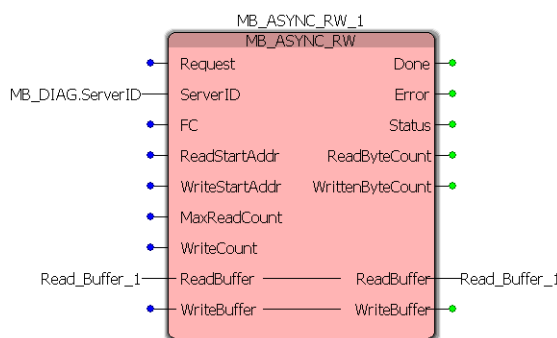 MB_ASYNC_RW_1
MB_ASYNC_RW
Request Done
MB_DIAG.ServerID ServerID Error
FC Status
ReadStartAddr ReadByteCount
WriteStartAddr WrittenByteCount
MaxReadCount
WriteCount
Read_Buffer_1 ReadBuffer ReadBuffer Read_Buffer_1
WriteBuffer WriteBuffer